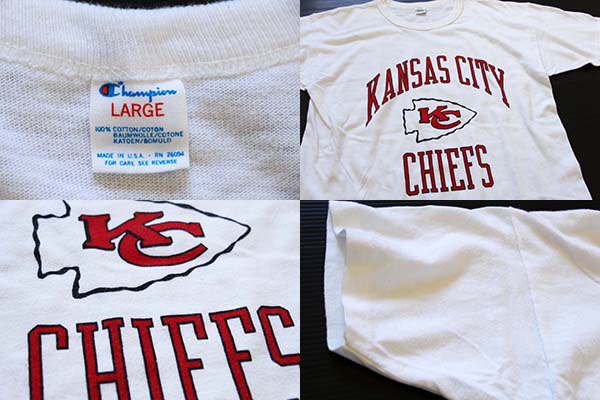 Champion
LARGE
100% COTTON/COTON
BAUMWOLLE/COTONE
KATOEN/BOMULD
MADE IN U.S.A. - RN 26094
FOR CARE SEE REVERSE
KANSAS CITY
KC
CHIEFS
KC
CHIEFS